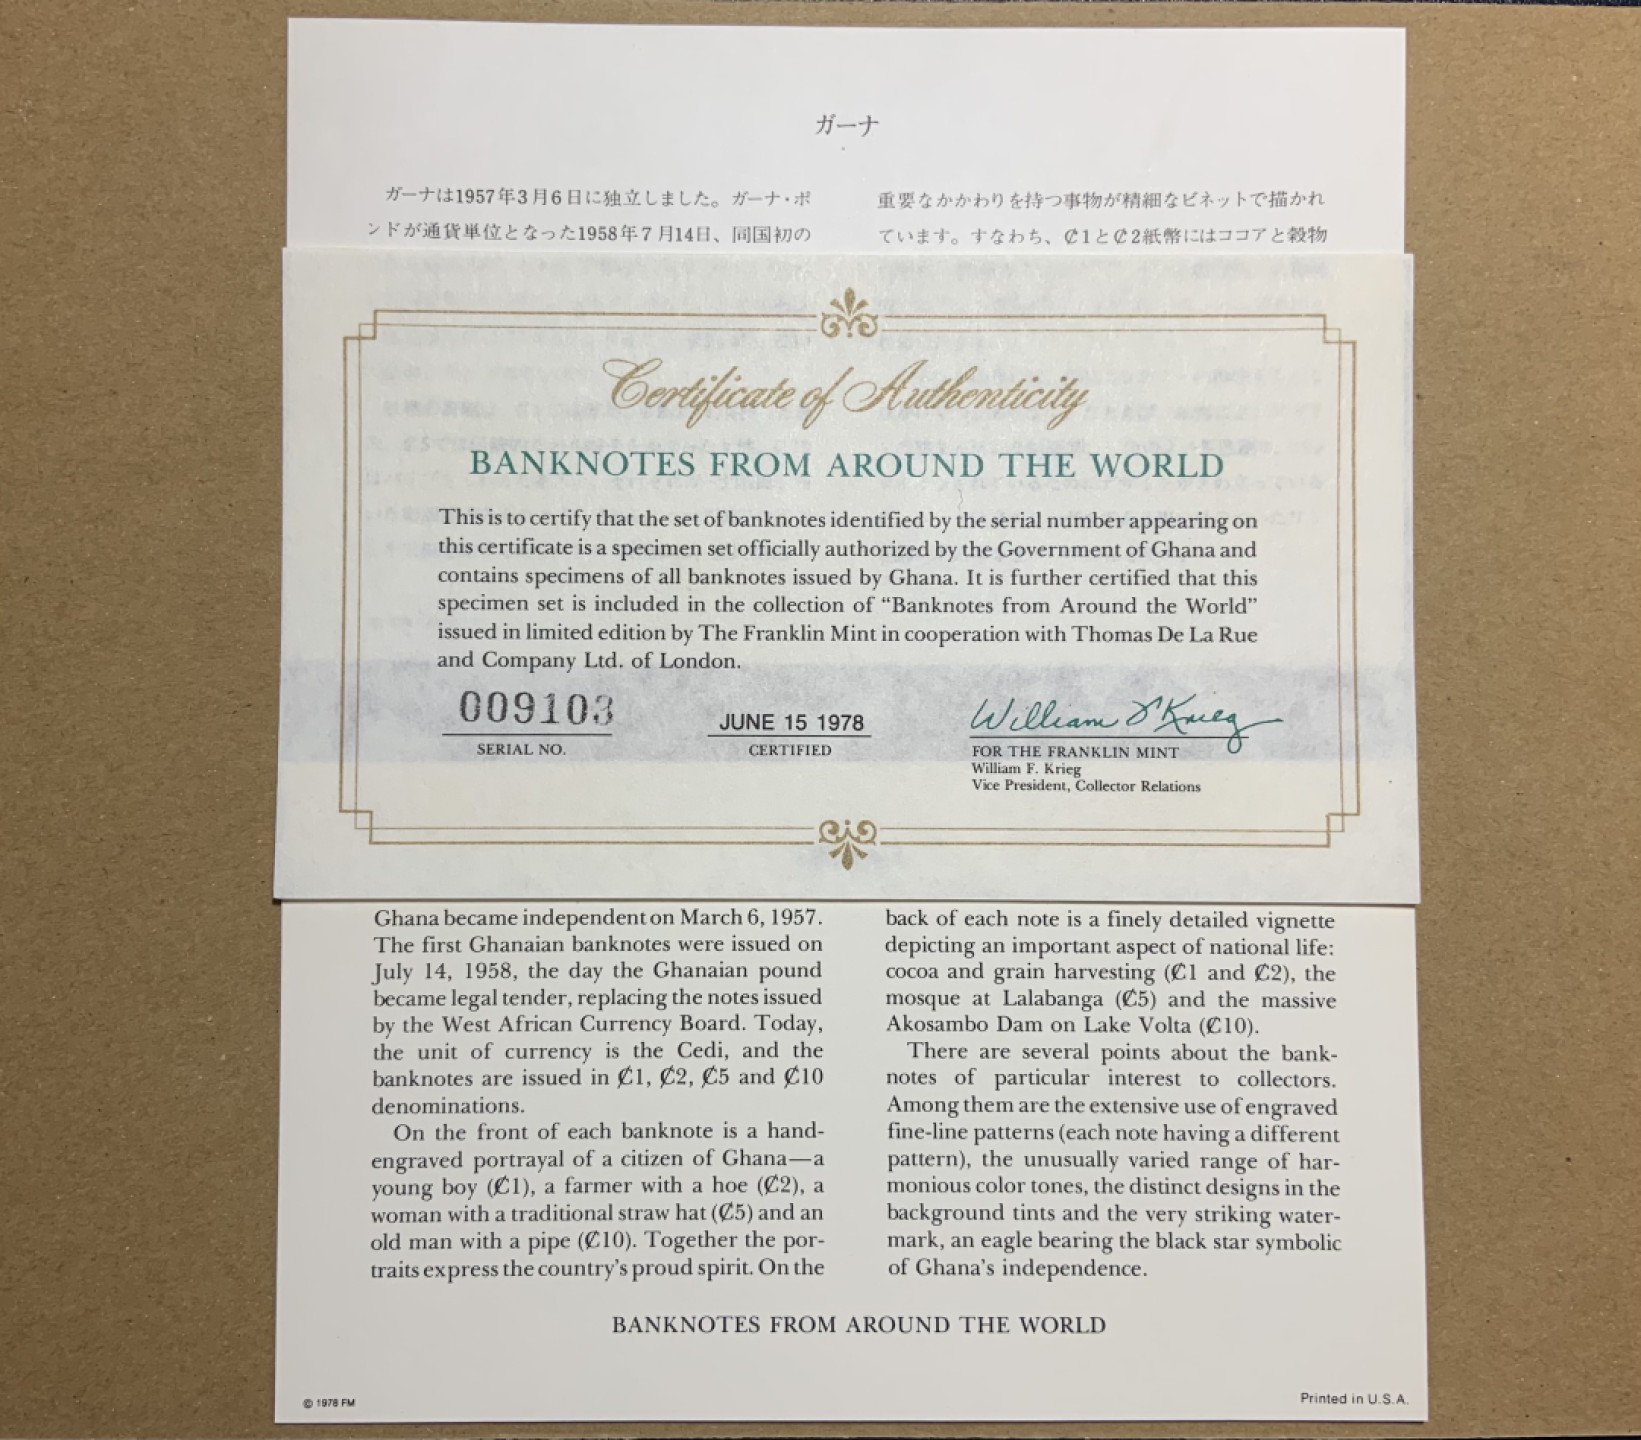 ガーナ
ガーナは1957年3月6日に独立しました。ガーナ・ポ
ンドが通貨単位となった1958年7月14日、同国初の
重要なかかわりを持つ事物が精細なビネットで描かれ
ています。すなわち、₵1と₵2紙幣にはココアと穀物
Certificate of Authenticity
BANKNOTES FROM AROUND THE WORLD
This is to certify that the set of banknotes identified by the serial number appearing on
this certificate is a specimen set officially authorized by the Government of Ghana and
contains specimens of all banknotes issued by Ghana. It is further certified that this
specimen set is included in the collection of “Banknotes from Around the World”
issued in limited edition by The Franklin Mint in cooperation with Thomas De La Rue
and Company Ltd. of London.
009103
SERIAL NO.
JUNE 15 1978
CERTIFIED
William F. Krieg
FOR THE FRANKLIN MINT
William F. Krieg
Vice President, Collector Relations
Ghana became independent on March 6, 1957.
The first Ghanaian banknotes were issued on
July 14, 1958, the day the Ghanaian pound
became legal tender, replacing the notes issued
by the West African Currency Board. Today,
the unit of currency is the Cedi, and the
banknotes are issued in ₵1, ₵2, ₵5 and ₵10
denominations.
On the front of each banknote is a hand-
engraved portrayal of a citizen of Ghana—a
young boy (₵1), a farmer with a hoe (₵2), a
woman with a traditional straw hat (₵5) and an
old man with a pipe (₵10). Together the por-
traits express the country's proud spirit. On the
back of each note is a finely detailed vignette
depicting an important aspect of national life:
cocoa and grain harvesting (₵1 and ₵2), the
mosque at Lalabanga (₵5) and the massive
Akosambo Dam on Lake Volta (₵10).
There are several points about the bank-
notes of particular interest to collectors.
Among them are the extensive use of engraved
fine-line patterns (each note having a different
pattern), the unusually varied range of har-
monious color tones, the distinct designs in the
background tints and the very striking water-
mark, an eagle bearing the black star symbolic
of Ghana's independence.
BANKNOTES FROM AROUND THE WORLD
© 1978 FM
Printed in U.S.A.